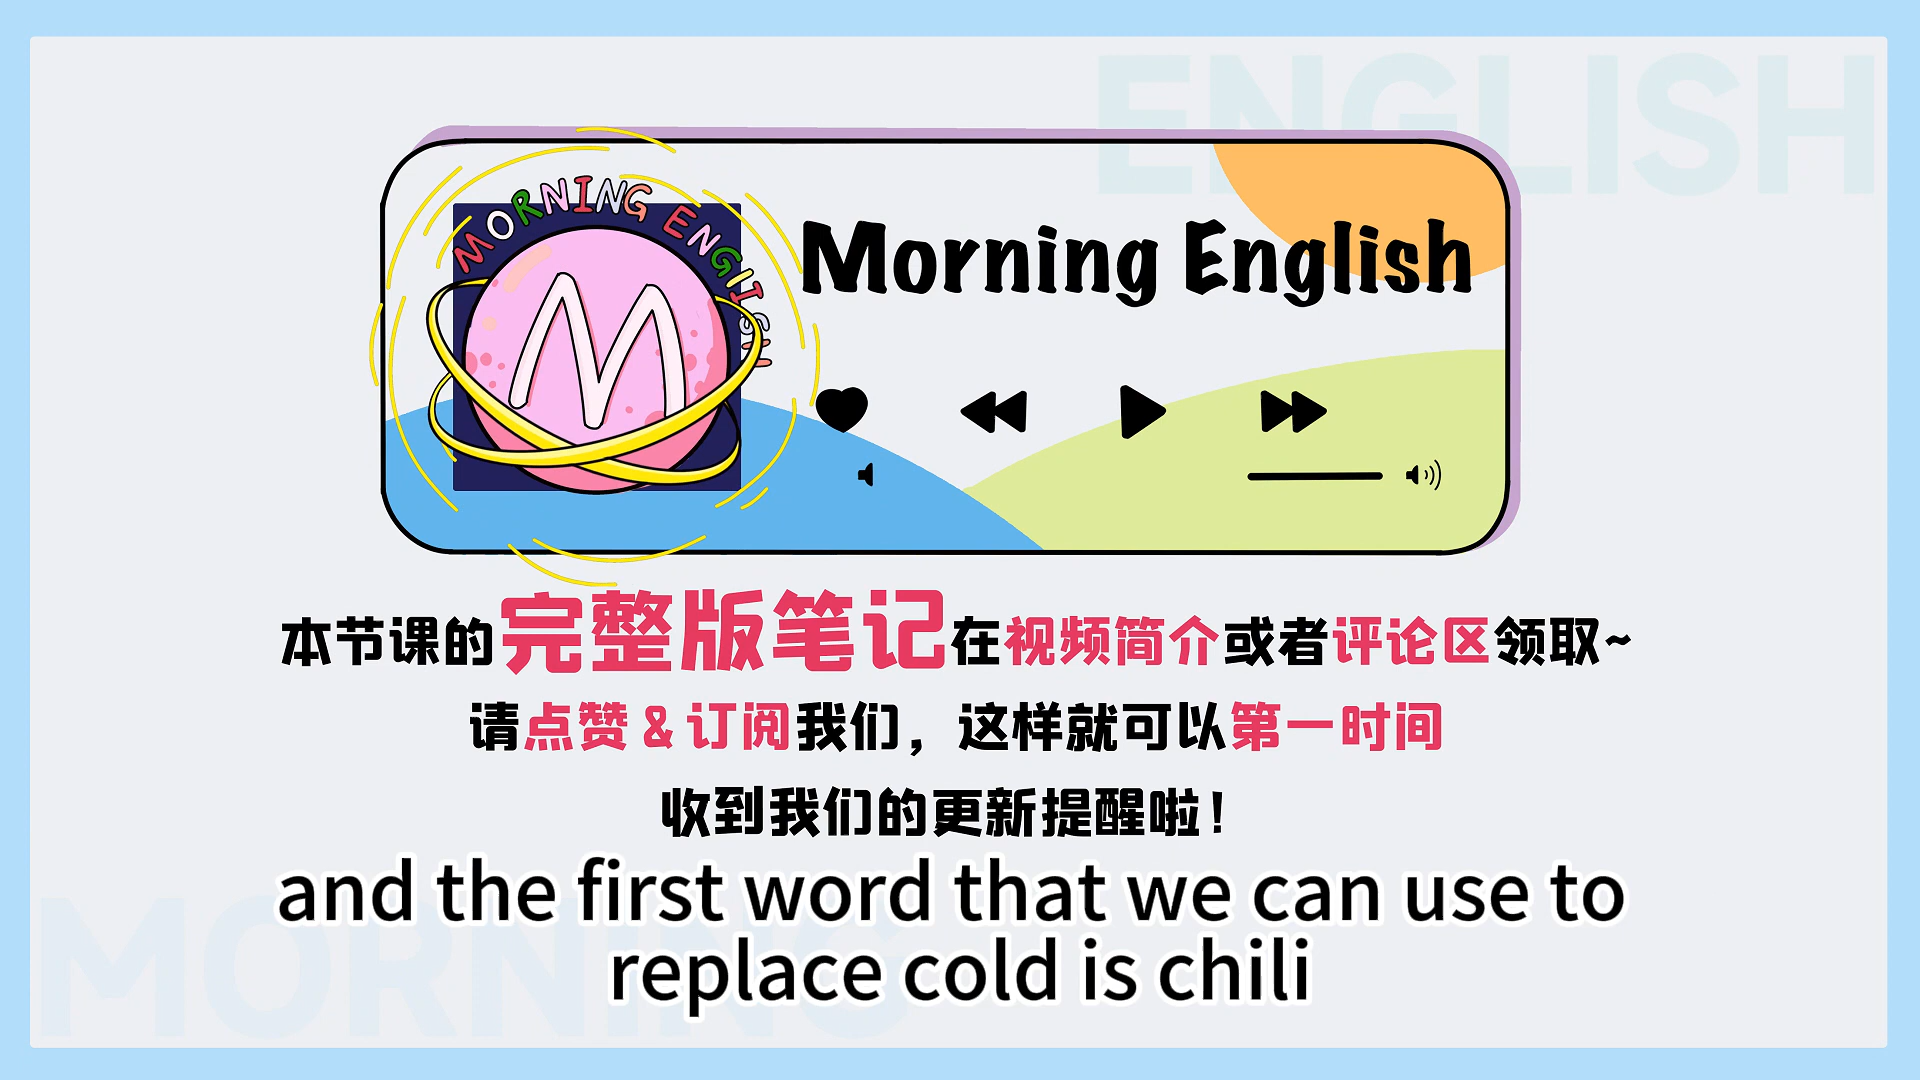 ENGLISH
MORNING ENGLISH
M
Morning English
本节课的完整版笔记在视频简介或者评论区领取~
请点赞&订阅我们，这样就可以第一时间
收到我们的更新提醒啦！
MORNING
and the first word that we can use to
replace cold is chili